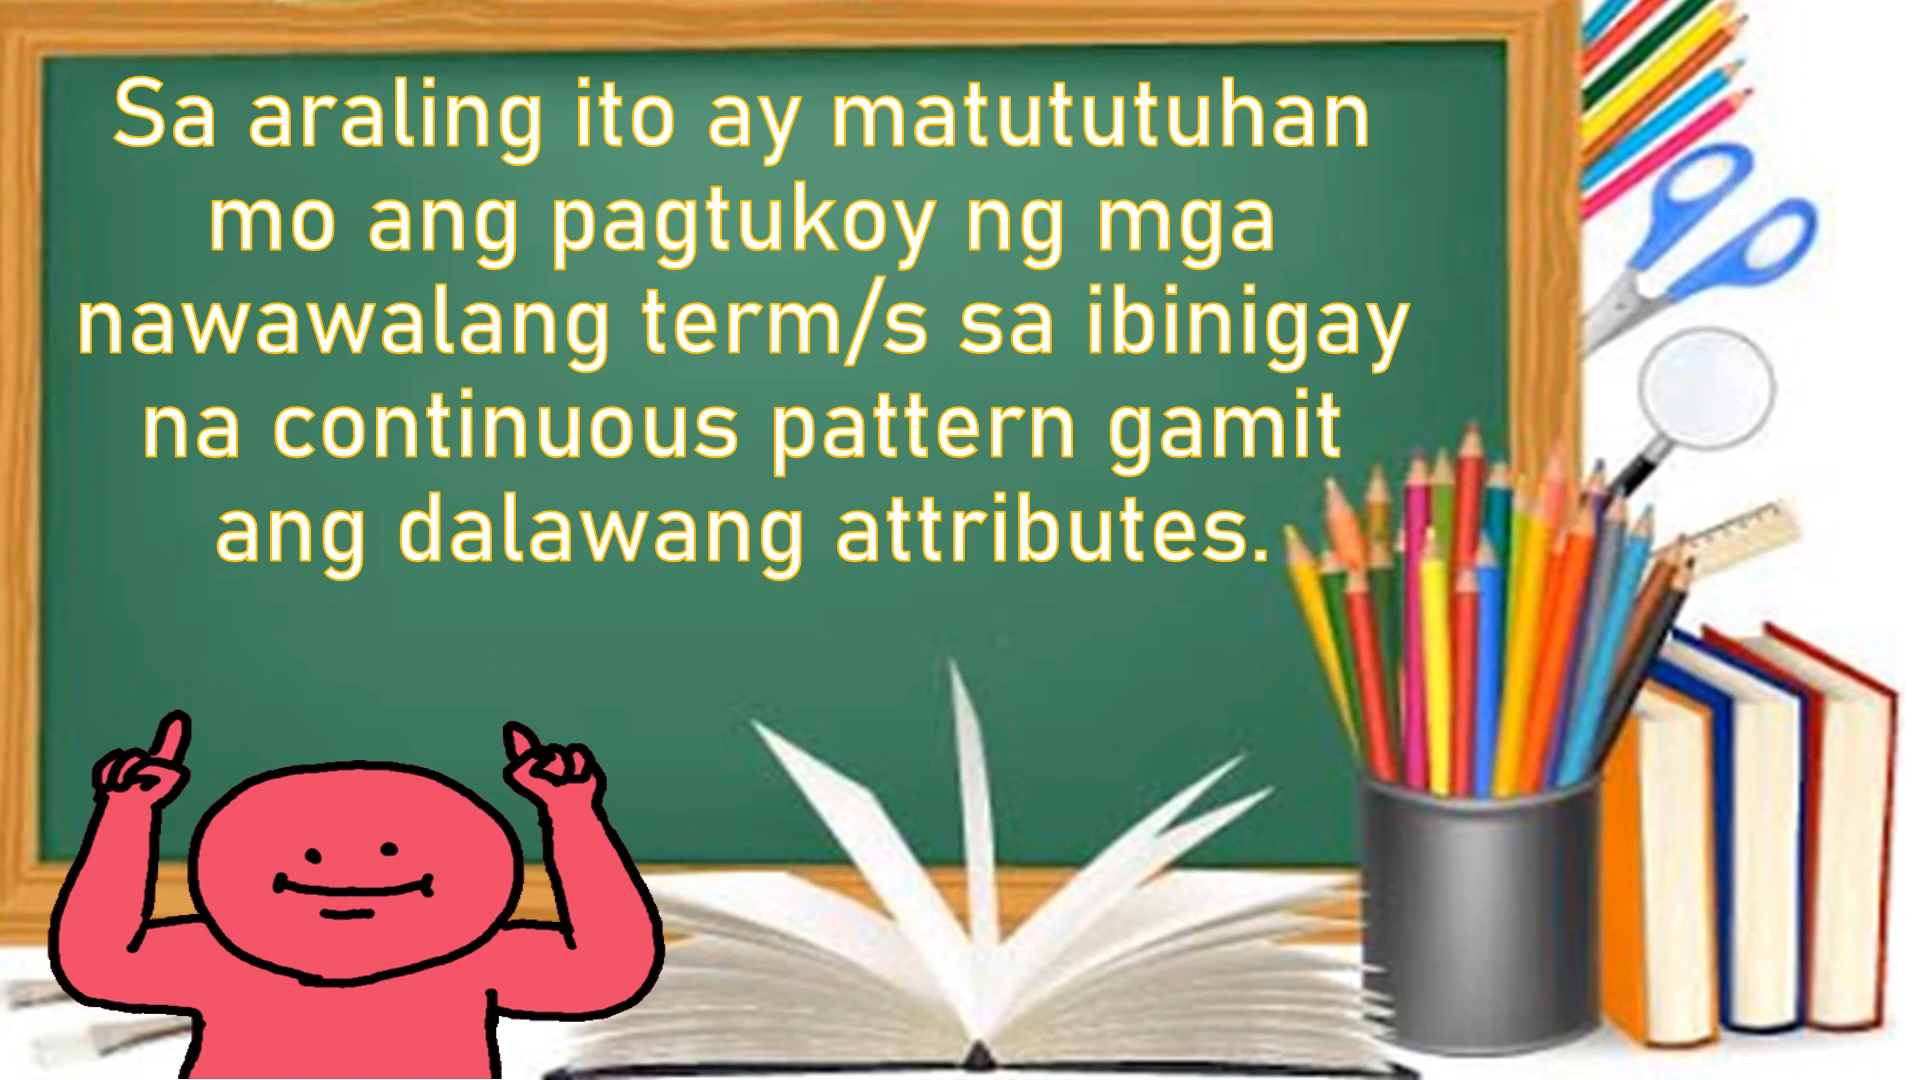 Sa araling ito ay matututuhan
mo ang pagtukoy ng mga
nawawalang term/s sa ibinigay
na continuous pattern gamit
ang dalawang attributes.